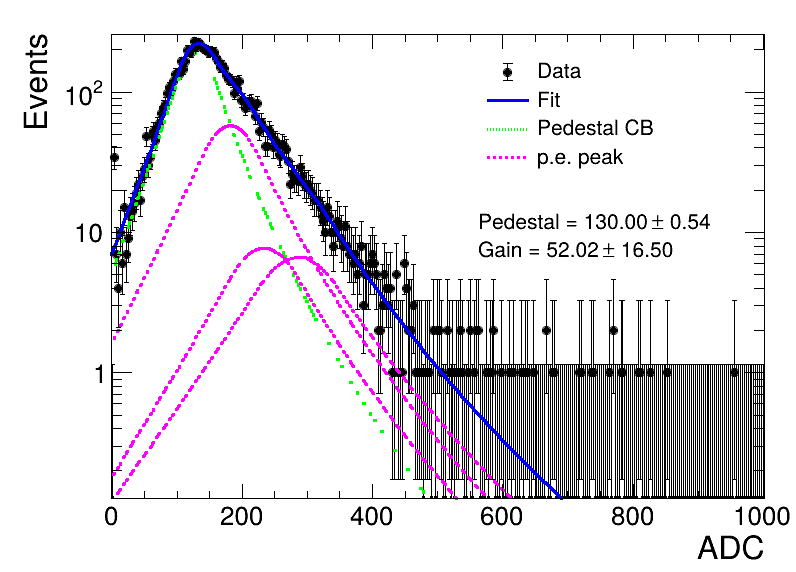 Events
10²
10
1
Data
Fit
Pedestal CB
p.e. peak
Pedestal = 130.00 ± 0.54
Gain = 52.02 ± 16.50
0 200 400 600 800 1000
ADC